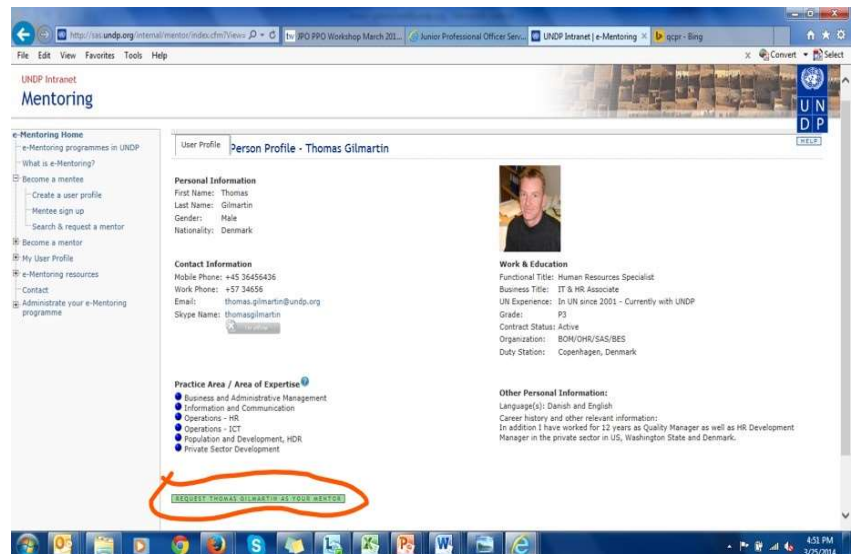 http://sas.undp.org/internal/mentor/index.cfm?Views
JPO PPO Workshop March 201...
Junior Professional Officer Serv...
UNDP Intranet | e-Mentoring
qcpr - Bing
File Edit View Favorites Tools Help
Convert
Select
UNDP Intranet
Mentoring
U N
D P
HELP
e-Mentoring Home
e-Mentoring programmes in UNDP
What is e-Mentoring?
Become a mentee
Create a user profile
Mentee sign up
Search & request a mentor
Become a mentor
My User Profile
e-Mentoring resources
Contact
Administrate your e-Mentoring
programme
User Profile
Person Profile - Thomas Gilmartin
Personal Information
First Name: Thomas
Last Name: Gilmartin
Gender: Male
Nationality: Denmark
Contact Information
Mobile Phone: +45 36456436
Work Phone: +57 34656
Email: thomas.gilmartin@undp.org
Skype Name: thomasgilmartin
Work & Education
Functional Title: Human Resources Specialist
Business Title: IT & HR Associate
UN Experience: In UN since 2001 - Currently with UNDP
Grade: P3
Contract Status: Active
Organization: BOM/OHR/SAS/BES
Duty Station: Copenhagen, Denmark
Practice Area / Area of Expertise
Business and Administrative Management
Information and Communication
Operations - HR
Operations - ICT
Population and Development, HDR
Private Sector Development
Other Personal Information:
Language(s): Danish and English
Career history and other relevant information:
In addition I have worked for 12 years as Quality Manager as well as HR Development
Manager in the private sector in US, Washington State and Denmark.
REQUEST THOMAS GILMARTIN AS YOUR MENTOR
4:51 PM
3/25/2014